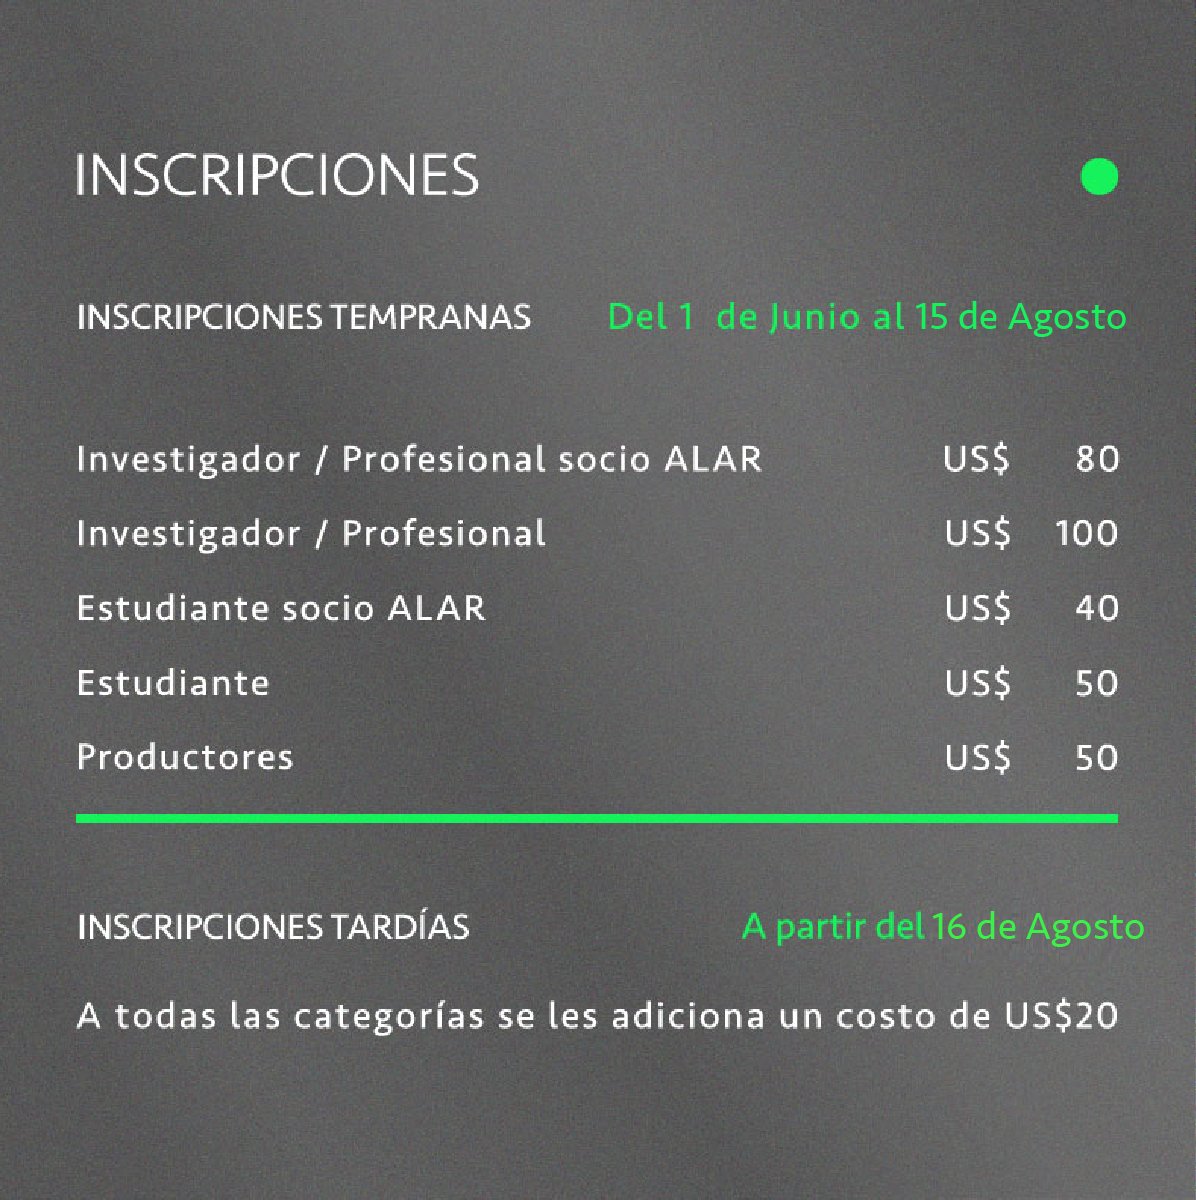 INSCRIPCIONES
INSCRIPCIONES TEMPRANAS Del 1 de Junio al 15 de Agosto
Investigador / Profesional socio ALAR US$ 80
Investigador / Profesional US$ 100
Estudiante socio ALAR US$ 40
Estudiante US$ 50
Productores US$ 50
INSCRIPCIONES TARDÍAS A partir del 16 de Agosto
A todas las categorías se les adiciona un costo de US$20